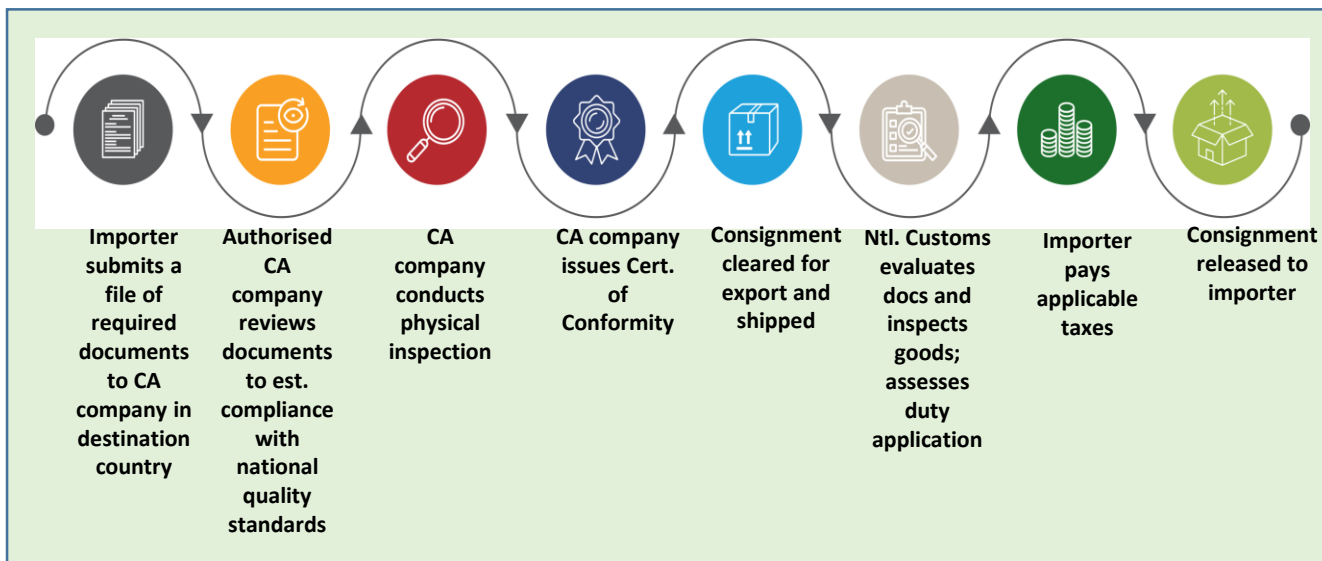 Importer
submits a
file of
required
documents
to CA
company in
destination
country
Authorised
CA
company
reviews
documents
to est.
compliance
with
national
quality
standards
CA
company
conducts
physical
inspection
CA company
issues Cert.
of
Conformity
Consignment
cleared for
export and
shipped
Ntl. Customs
evaluates
docs and
inspects
goods;
assesses
duty
application
Importer
pays
applicable
taxes
Consignment
released to
importer